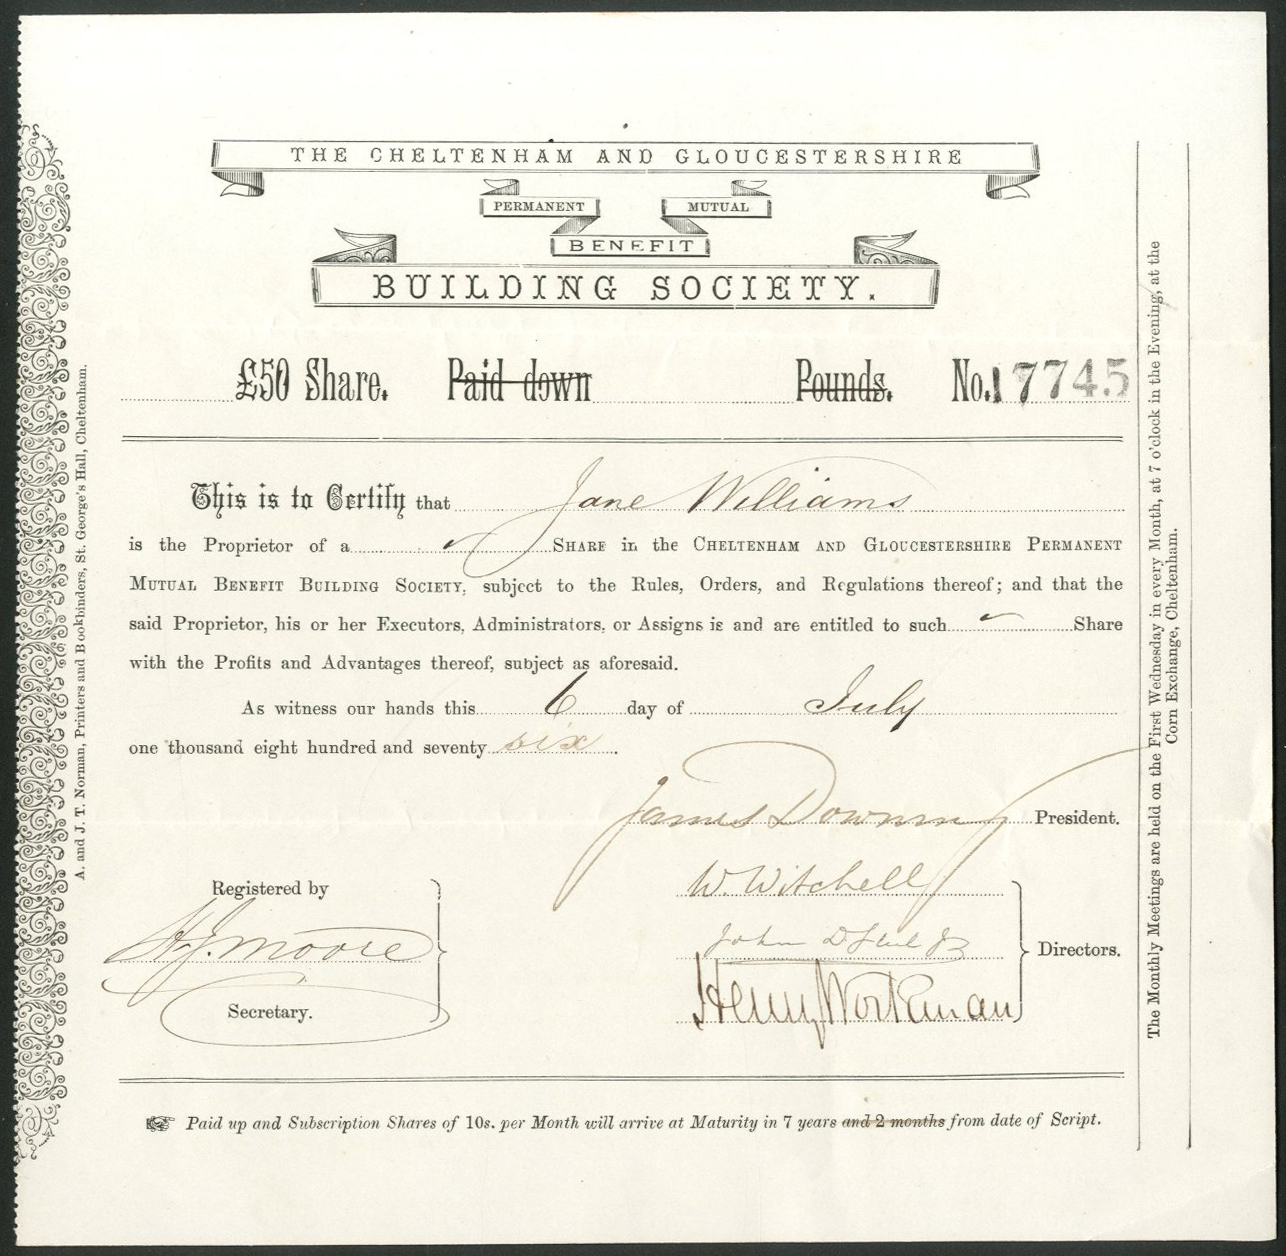 THE CHELTENHAM AND GLOUCESTERSHIRE
PERMANENT MUTUAL
BENEFIT
BUILDING SOCIETY.
£50 Share. Paid down Pounds. No. 17745
This is to Certify that Jane Williams
is the Proprietor of a SHARE in the CHELTENHAM AND GLOUCESTERSHIRE PERMANENT
MUTUAL BENEFIT BUILDING SOCIETY, subject to the Rules, Orders, and Regulations thereof; and that the
said Proprietor, his or her Executors, Administrators, or Assigns is and are entitled to such Share
with the Profits and Advantages thereof, subject as aforesaid.
As witness our hands this 6 day of July
one thousand eight hundred and seventy six.
James Downing President.
W. Witchell
Registered by
H. J. Moore
John Directors.
Henry Workman
Secretary.
Paid up and Subscription Shares of 10s. per Month will arrive at Maturity in 7 years and 2 months from date of Script.
A. and J. T. Norman, Printers and Bookbinders, St. George's Hall, Cheltenham.
The Monthly Meetings are held on the First Wednesday in every Month, at 7 o'clock in the Evening, at the
Corn Exchange, Cheltenham.